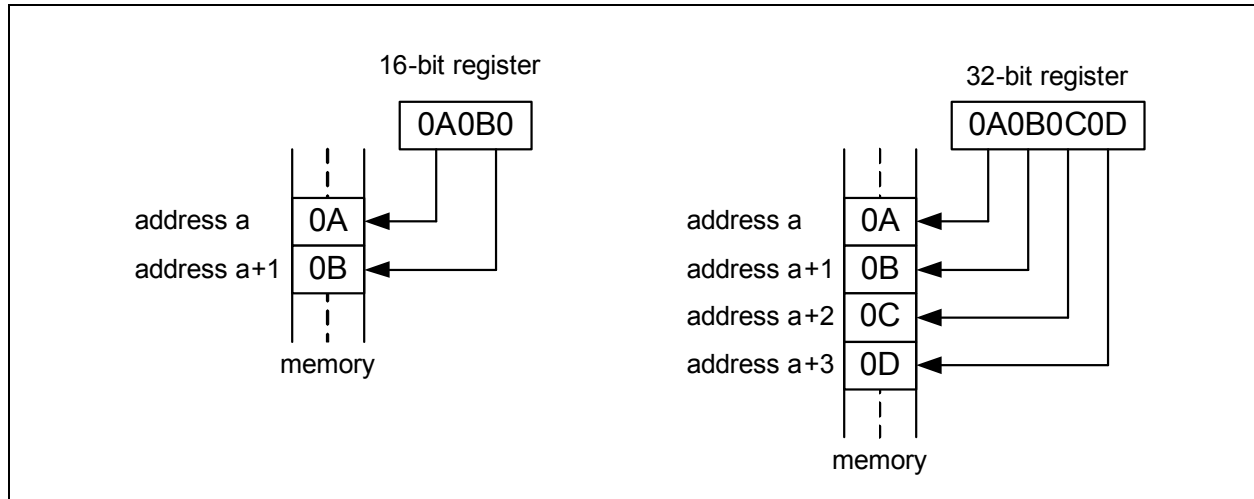 16-bit register
0A0B0
address a 0A
address a+1 0B
memory
32-bit register
0A0B0C0D
address a 0A
address a+1 0B
address a+2 0C
address a+3 0D
memory